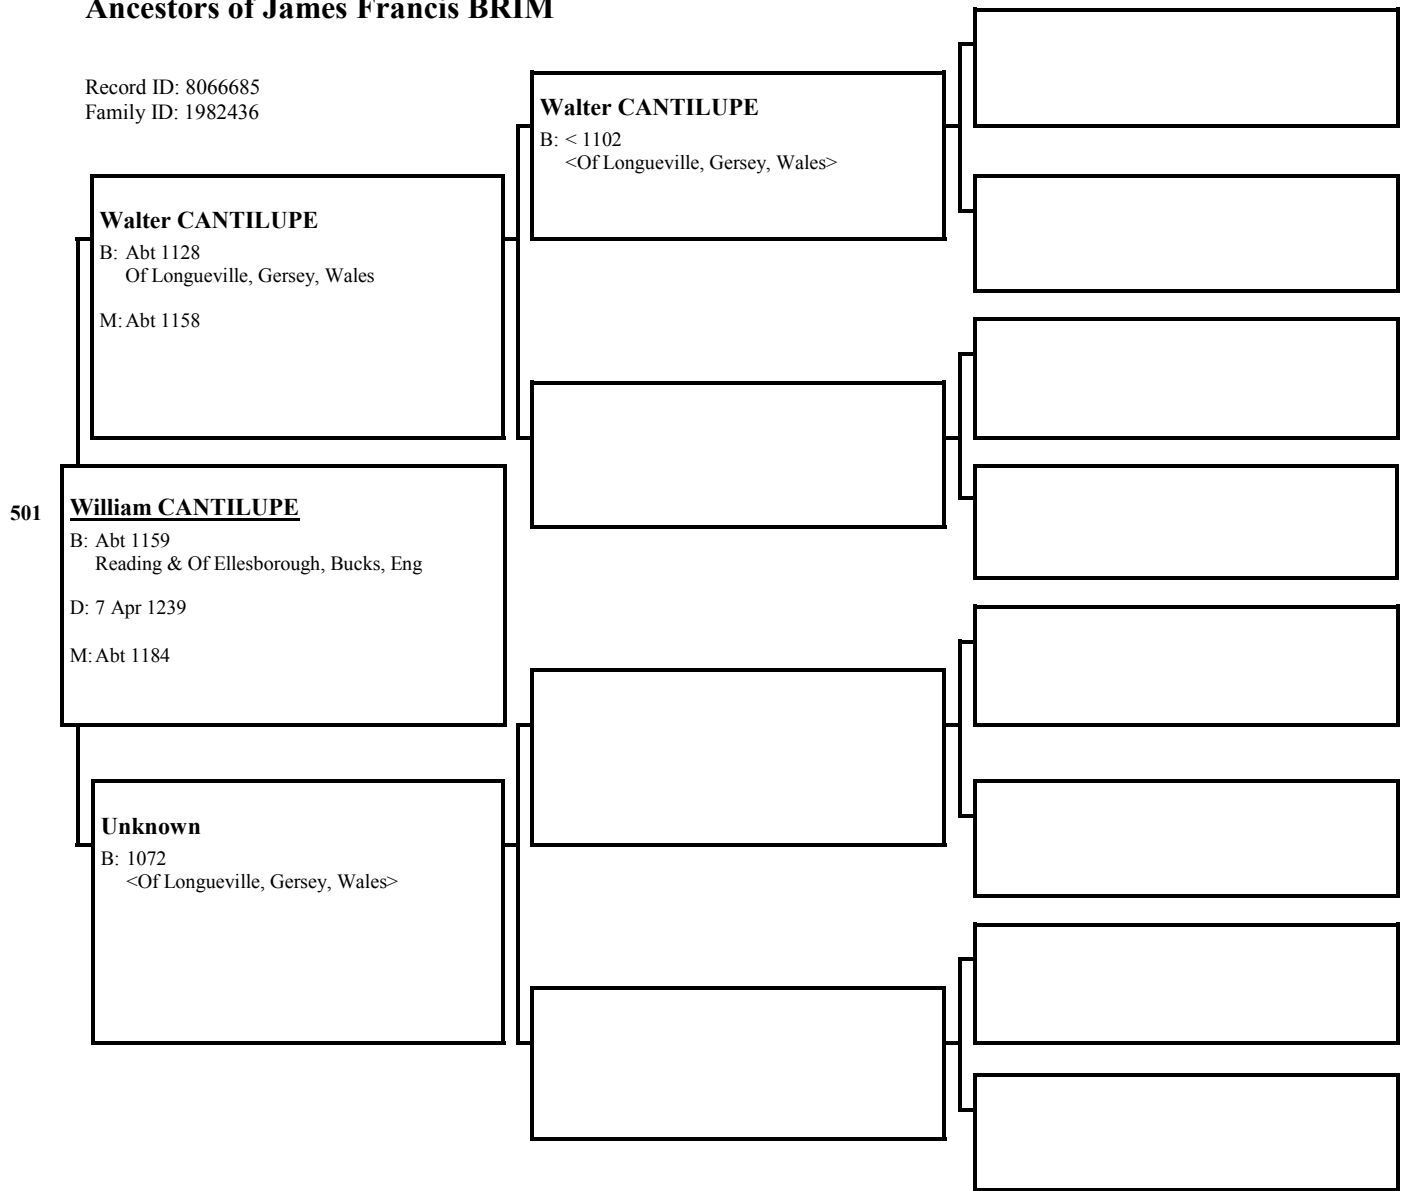 Ancestors of James Francis BRIM
Record ID: 8066685
Family ID: 1982436
Walter CANTILUPE
B: < 1102
<Of Longueville, Gersey, Wales>
Walter CANTILUPE
B: Abt 1128
Of Longueville, Gersey, Wales
M: Abt 1158
501
William CANTILUPE
B: Abt 1159
Reading & Of Ellesborough, Bucks, Eng
D: 7 Apr 1239
M: Abt 1184
Unknown
B: 1072
<Of Longueville, Gersey, Wales>